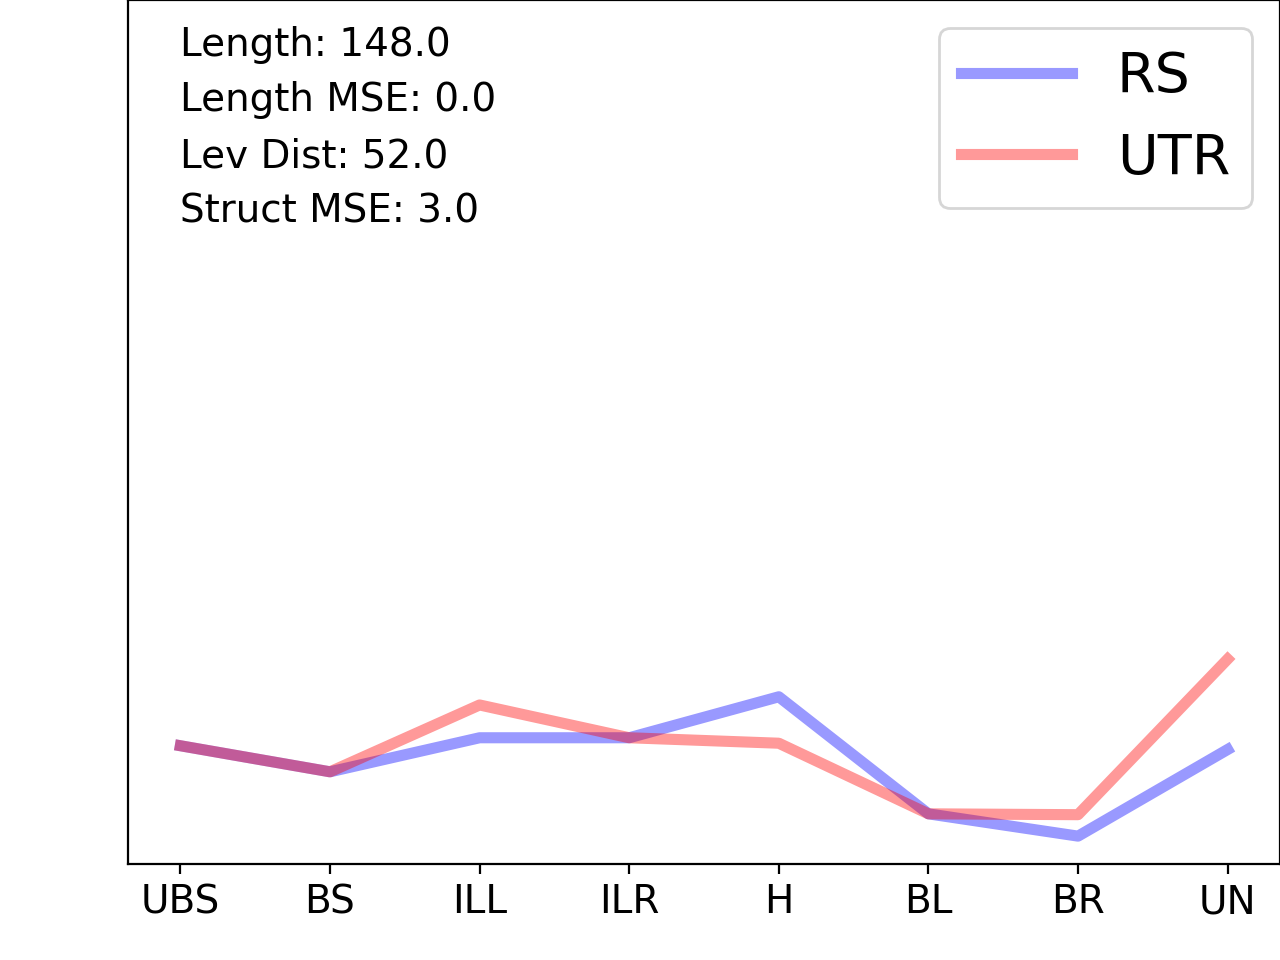 Length: 148.0
Length MSE: 0.0
Lev Dist: 52.0
Struct MSE: 3.0
RS
UTR
UBS BS ILL ILR H BL BR UN